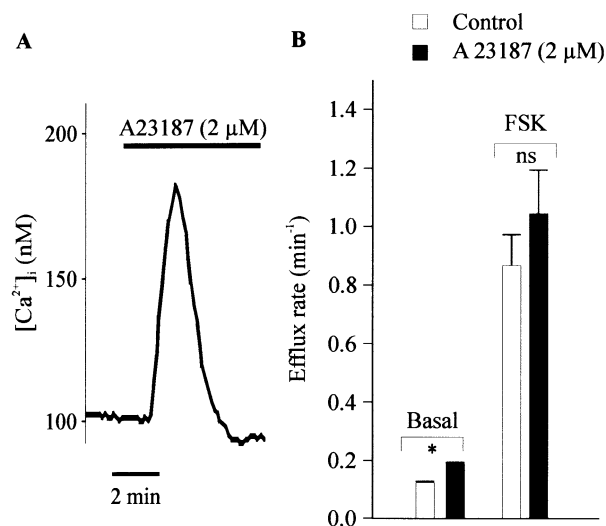 A
A23187 (2 µM)
200
150
100
[Ca²⁺]ᵢ (nM)
2 min
B
Control
A 23187 (2 µM)
Efflux rate (min⁻¹)
1.4
1.2
1.0
0.8
0.6
0.4
0.2
0.0
FSK
ns
Basal
*